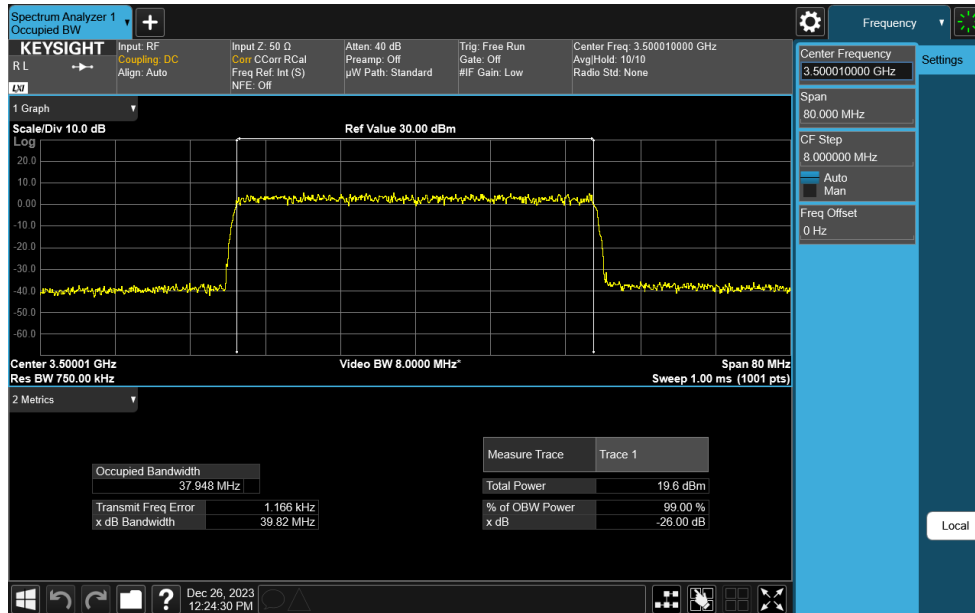 Spectrum Analyzer 1
Occupied BW
Frequency
KEYSIGHT
R L
LXI
Input: RF
Coupling: DC
Align: Auto
Input Z: 50 Ω
Corr CCorr RCal
Freq Ref: Int (S)
NFE: Off
Atten: 40 dB
Preamp: Off
µW Path: Standard
Trig: Free Run
Gate: Off
#IF Gain: Low
Center Freq: 3.500010000 GHz
Avg|Hold: 10/10
Radio Std: None
Center Frequency
3.500010000 GHz
Settings
Span
80.000 MHz
CF Step
8.000000 MHz
Auto
Man
Freq Offset
0 Hz
Local
1 Graph
Scale/Div 10.0 dB
Ref Value 30.00 dBm
Log
20.0
10.0
0.00
-10.0
-20.0
-30.0
-40.0
-50.0
-60.0
Center 3.50001 GHz
Video BW 8.0000 MHz*
Span 80 MHz
Res BW 750.00 kHz
Sweep 1.00 ms (1001 pts)
2 Metrics
Measure Trace Trace 1
Occupied Bandwidth
37.948 MHz
Total Power 19.6 dBm
Transmit Freq Error 1.166 kHz
% of OBW Power 99.00 %
x dB Bandwidth 39.82 MHz
x dB -26.00 dB
?
Dec 26, 2023
12:24:30 PM